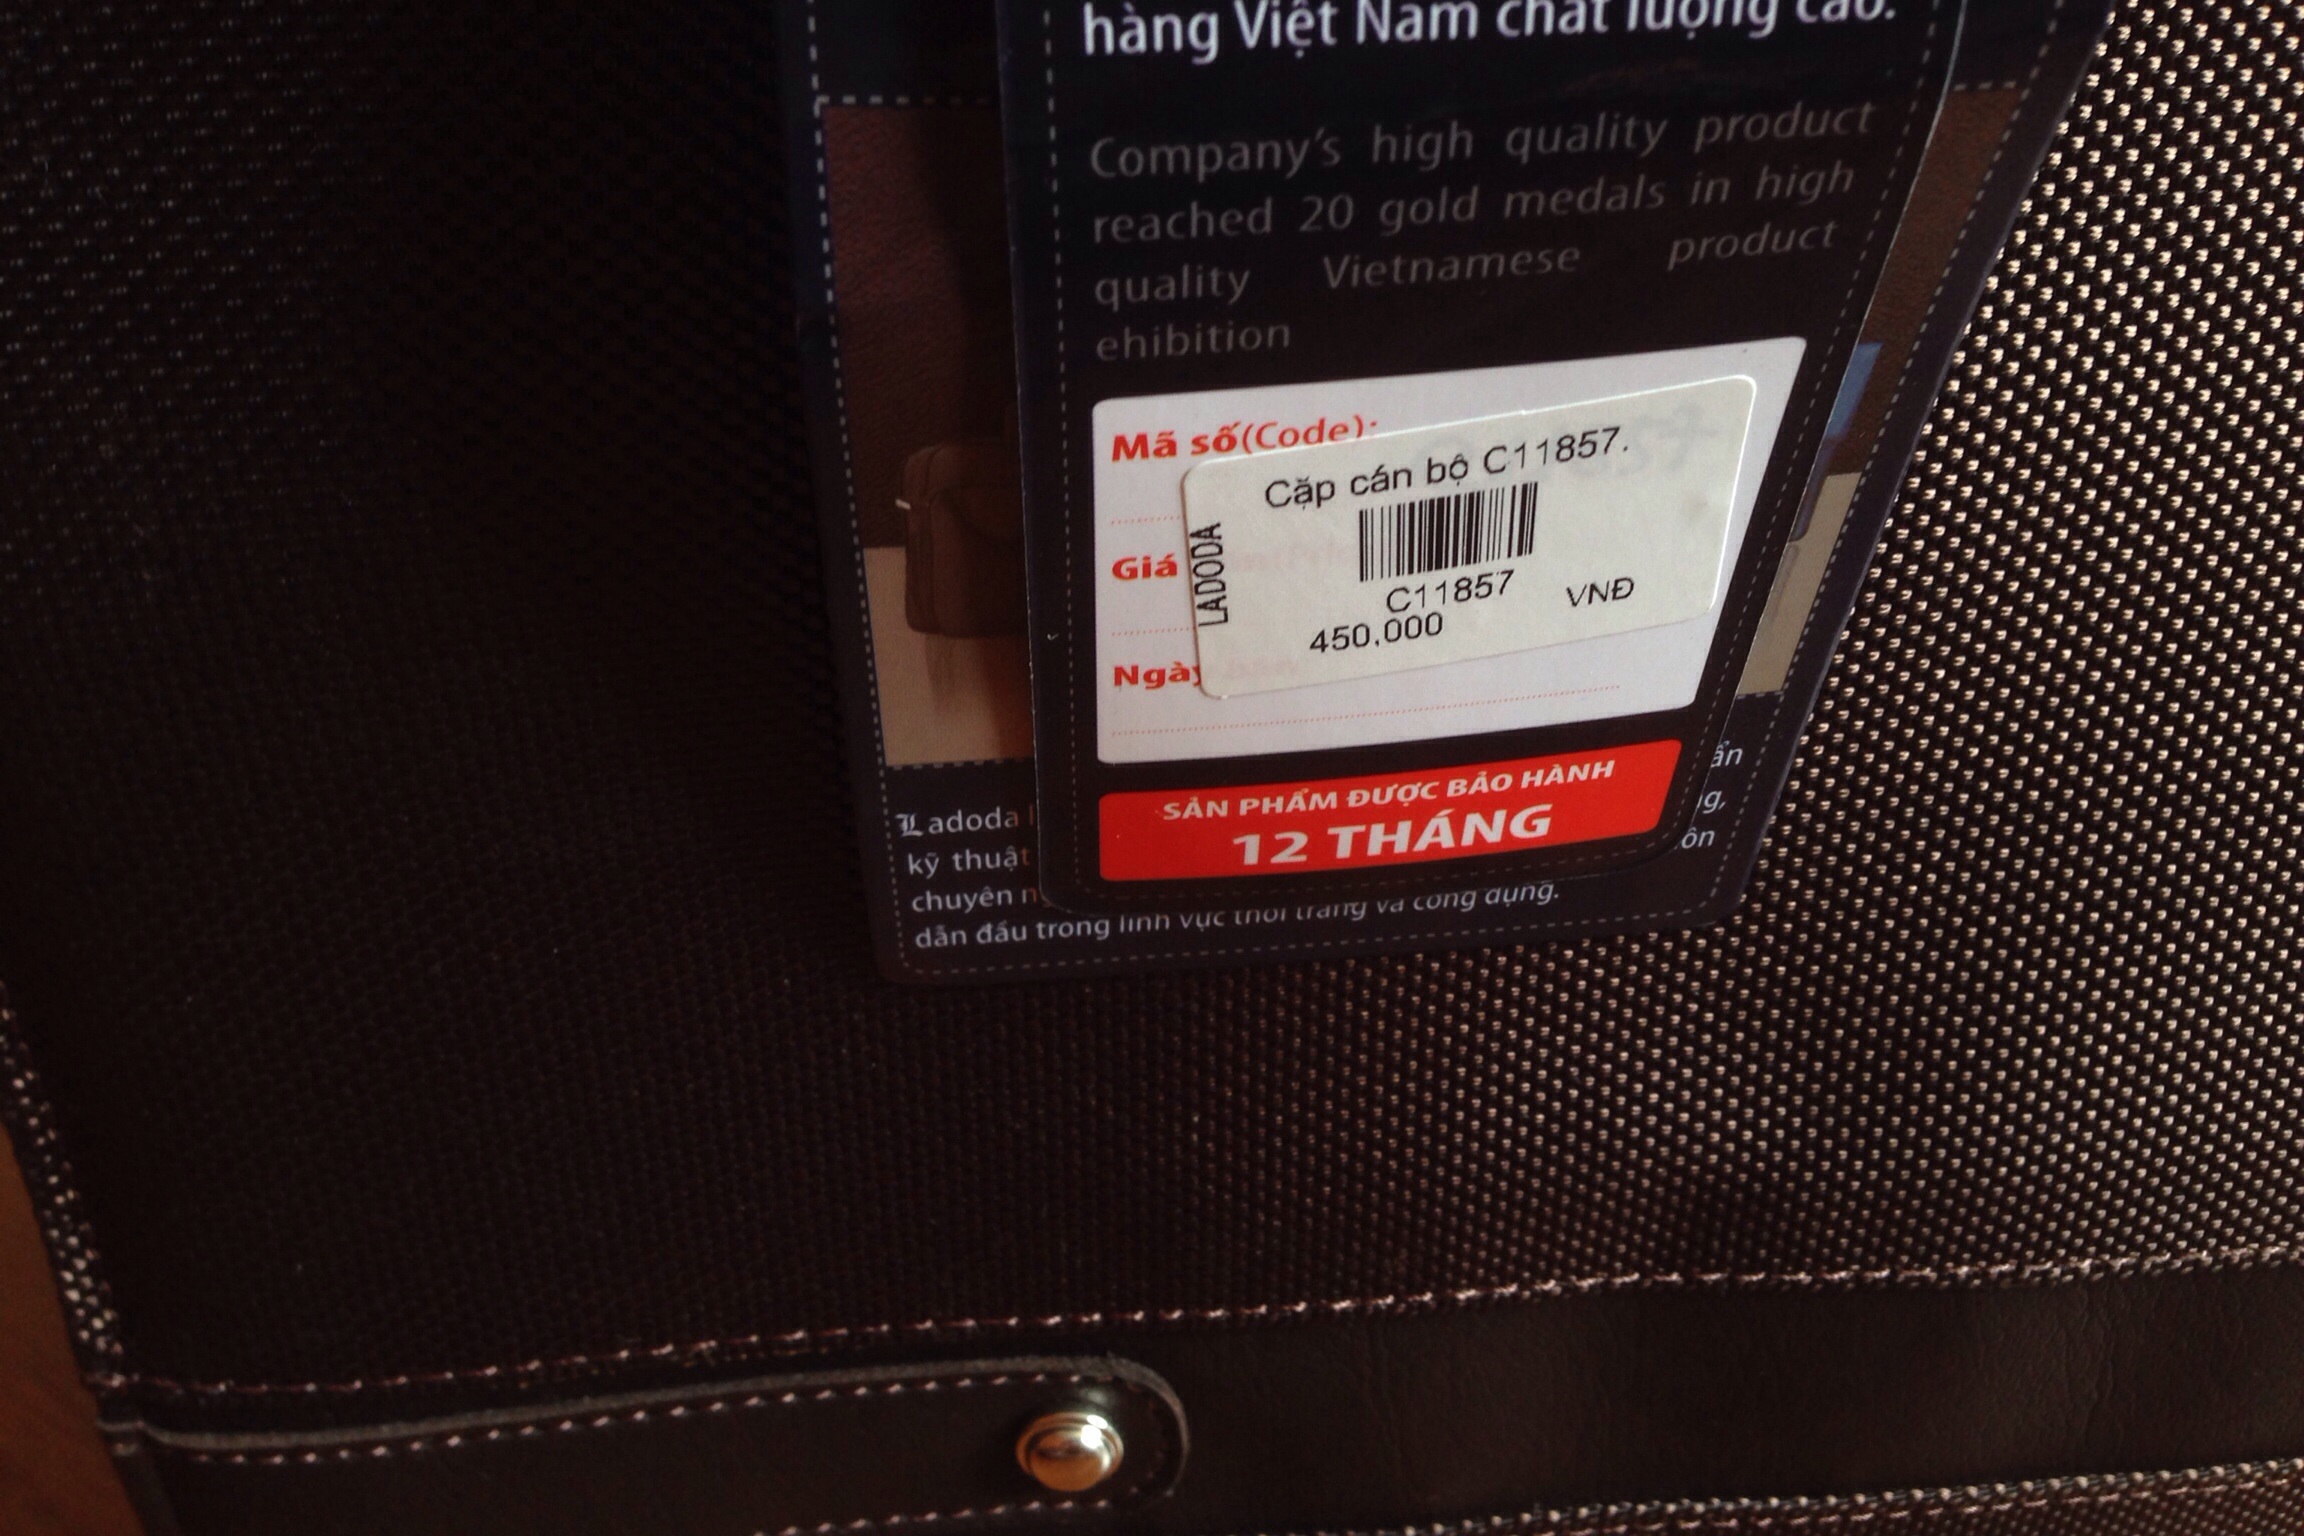 hàng Việt Nam chất lượng cao.
Company's high quality product
reached 20 gold medals in high
quality Vietnamese product
ehibition
Mã số(Code):
Cặp cán bộ C11857.
LADODA
Giá
C11857
450,000 VNĐ
Ngày
SẢN PHẨM ĐƯỢC BẢO HÀNH
12 THÁNG
Ladoda
kỹ thuật
chuyên
dẫn đầu trong lĩnh vực thời trang và công dụng.